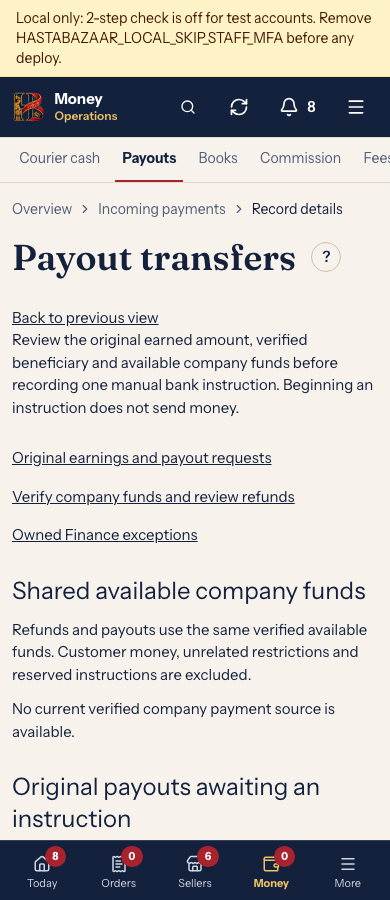 Local only: 2-step check is off for test accounts. Remove
HASTABAZAAR_LOCAL_SKIP_STAFF_MFA before any
deploy.
Money
Operations
8
Courier cash
Payouts
Books
Commission
Fees
Overview
Incoming payments
Record details
Payout transfers
?
Back to previous view
Review the original earned amount, verified
beneficiary and available company funds before
recording one manual bank instruction. Beginning an
instruction does not send money.
Original earnings and payout requests
Verify company funds and review refunds
Owned Finance exceptions
Shared available company funds
Refunds and payouts use the same verified available
funds. Customer money, unrelated restrictions and
reserved instructions are excluded.
No current verified company payment source is
available.
Original payouts awaiting an
instruction
8
0
6
0
Today
Orders
Sellers
Money
More